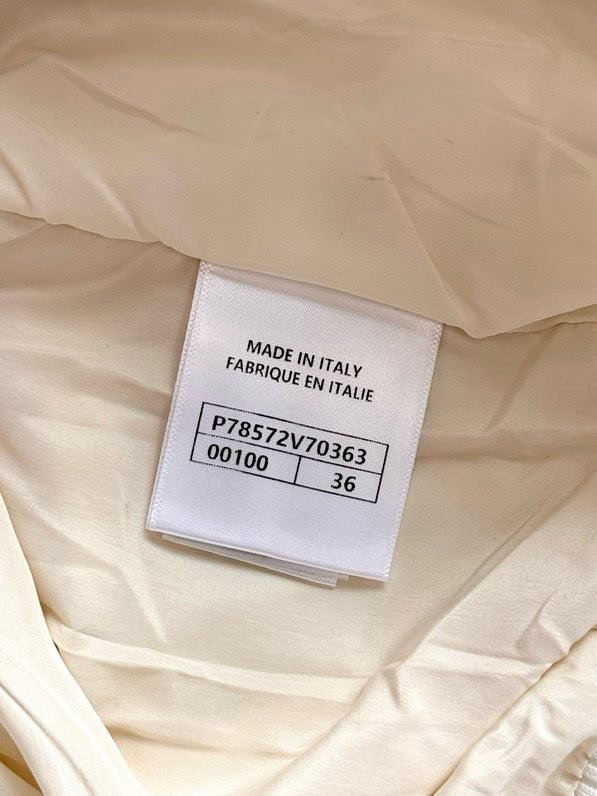 MADE IN ITALY
FABRIQUE EN ITALIE
P78572V70363
00100 36